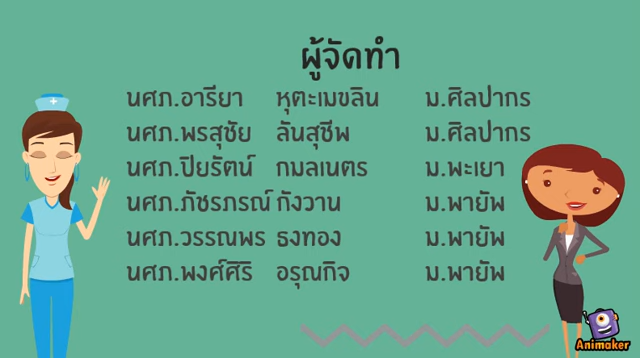 ผู้จัดทำ
นศภ.อารียา หุตะเมขลิน ม.ศิลปากร
นศภ.พรสุชัย ลันสุชีพ ม.ศิลปากร
นศภ.ปิยรัตน์ กมลเนตร ม.พะเยา
นศภ.ภัชรภรณ์ กังวาน ม.พายัพ
นศภ.วรรณพร ธงทอง ม.พายัพ
นศภ.พงศ์ศิริ อรุณกิจ ม.พายัพ
Animaker